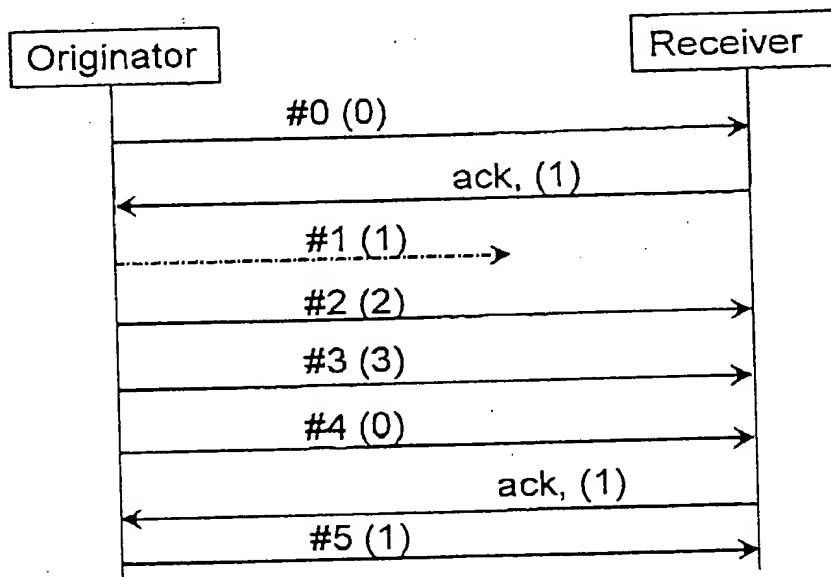 Originator
Receiver
#0 (0)
ack, (1)
#1 (1)
#2 (2)
#3 (3)
#4 (0)
ack, (1)
#5 (1)